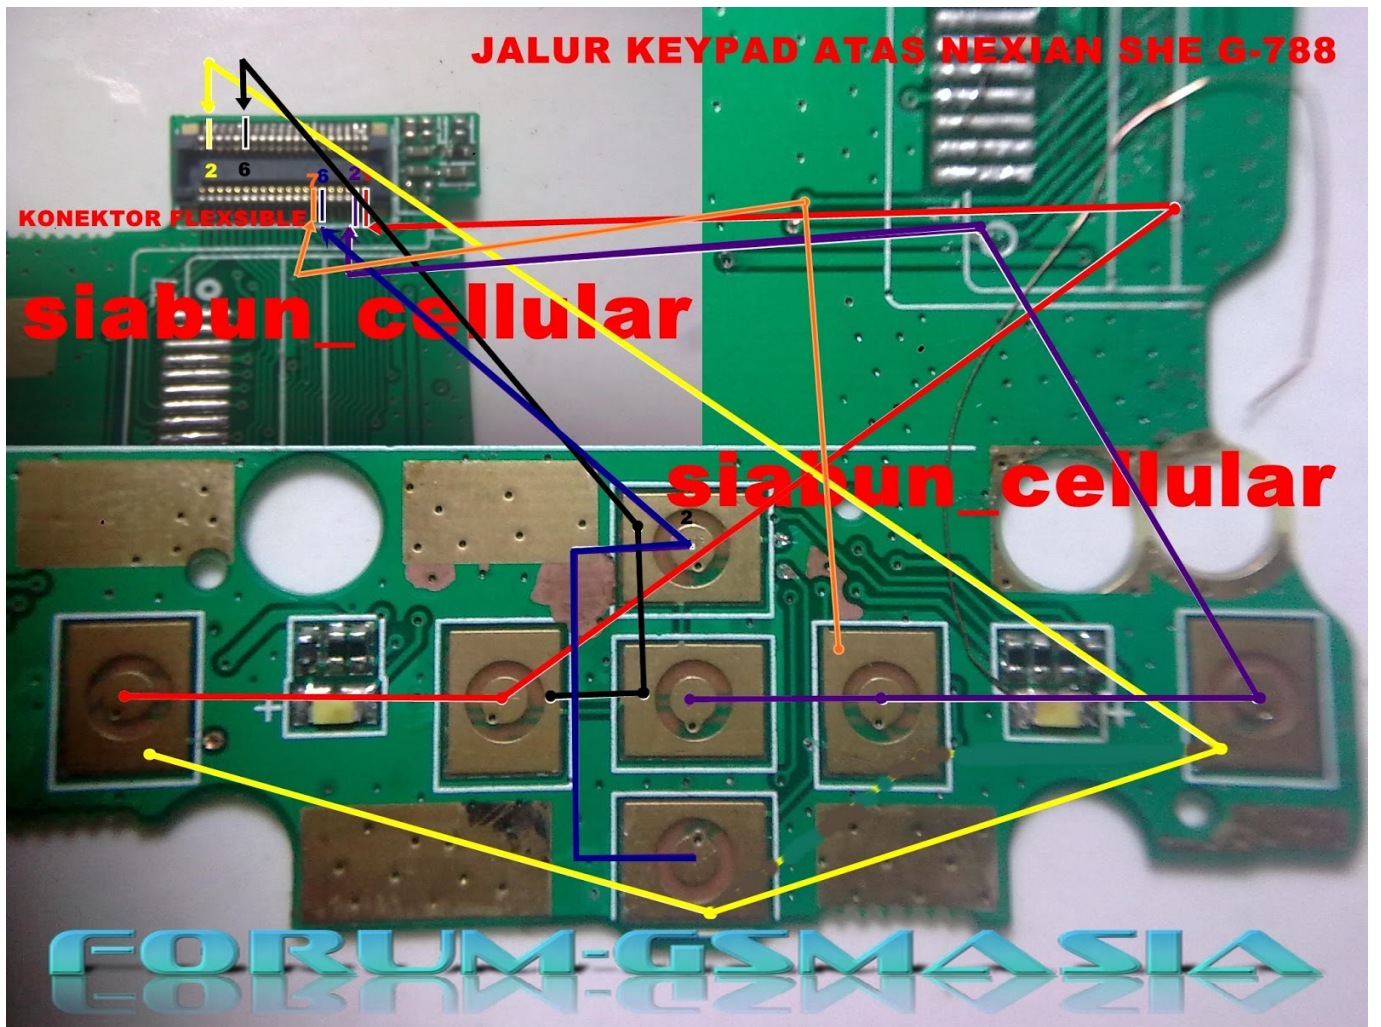 JALUR KEYPAD ATAS NEXIAN SHE G-788
2 6
7 6 2
KONEKTOR FLEXSIBLE
siabun_cellular
siabun_cellular
2
FORUM-GSMASIA